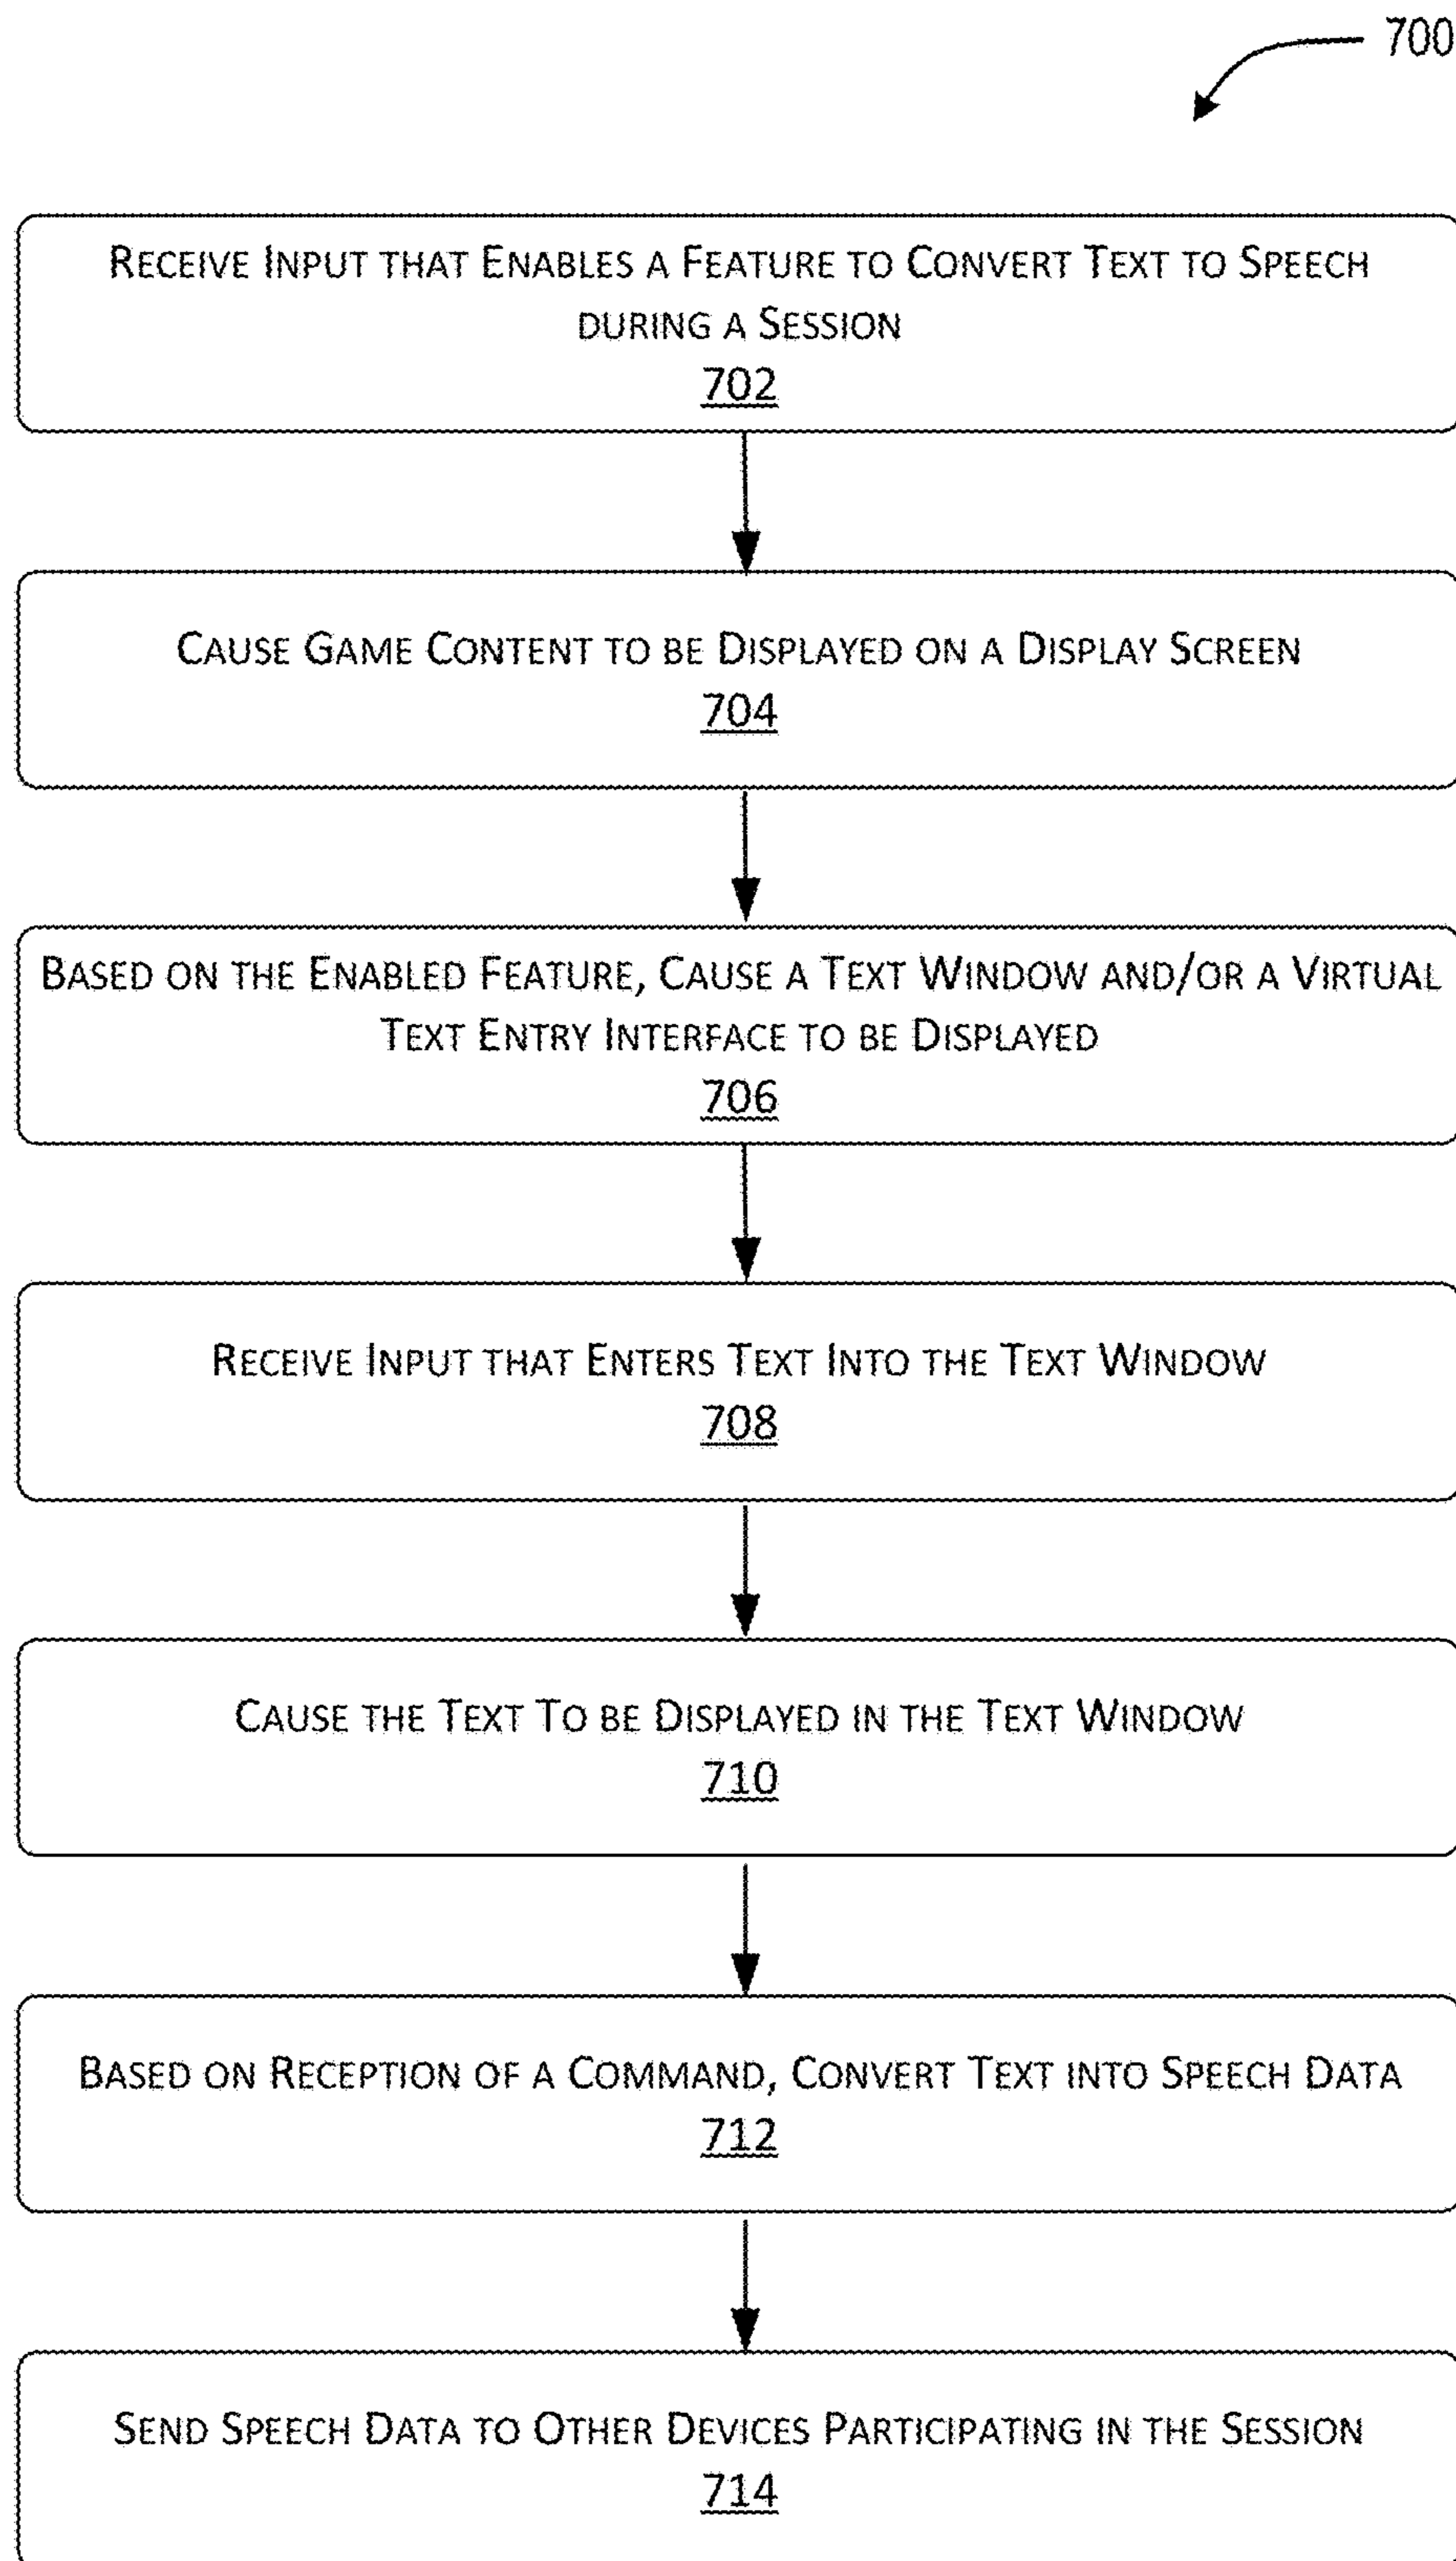 700
Receive Input that Enables a Feature to Convert Text to Speech
during a Session
702
Cause Game Content to be Displayed on a Display Screen
704
Based on the Enabled Feature, Cause a Text Window and/or a Virtual
Text Entry Interface to be Displayed
706
Receive Input that Enters Text Into the Text Window
708
Cause the Text To be Displayed in the Text Window
710
Based on Reception of a Command, Convert Text into Speech Data
712
Send Speech Data to Other Devices Participating in the Session
714